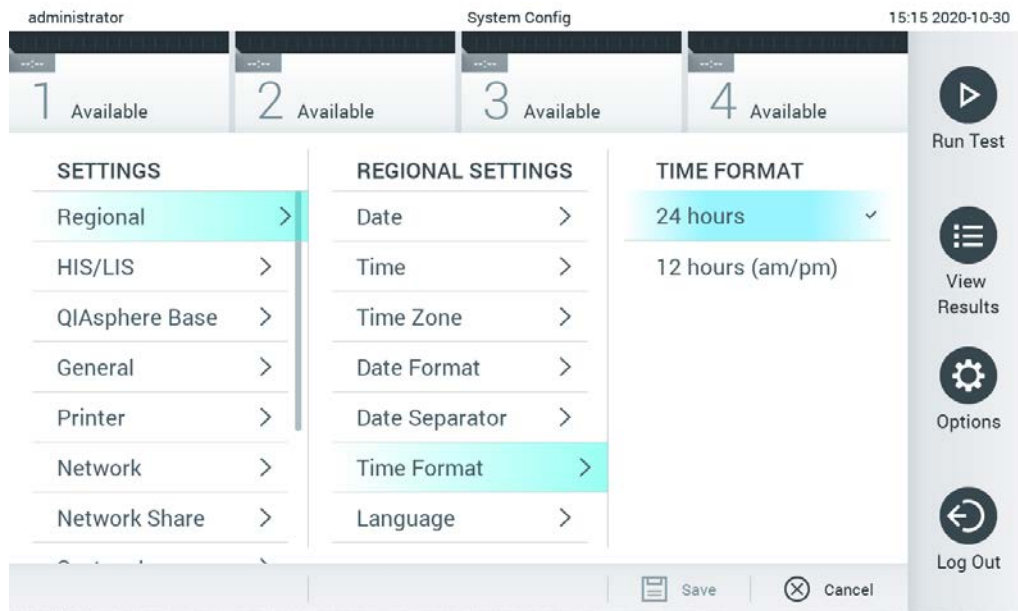 administrator
System Config
15:15 2020-10-30
--:--
1 Available
--:--
2 Available
--:--
3 Available
--:--
4 Available
SETTINGS
Regional
HIS/LIS
QIAsphere Base
General
Printer
Network
Network Share
REGIONAL SETTINGS
Date
Time
Time Zone
Date Format
Date Separator
Time Format
Language
TIME FORMAT
24 hours
12 hours (am/pm)
Run Test
View
Results
Options
Log Out
Save
Cancel